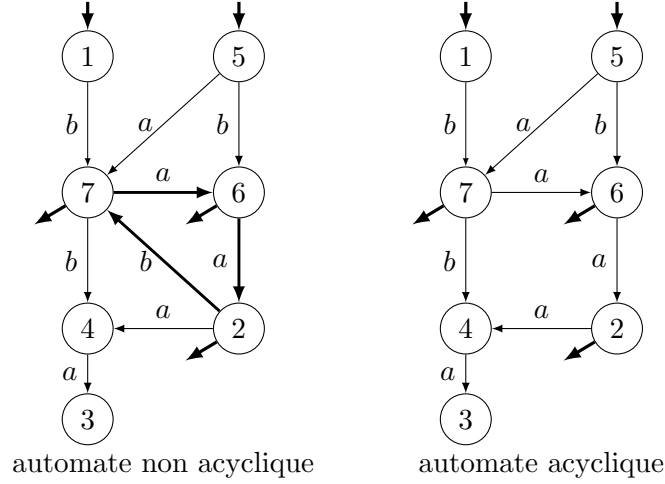 1 5 1 5
b a b b a b
7 a 6 7 a 6
b b a b a
4 a 2 4 a 2
a a
3 3
automate non acyclique automate acyclique